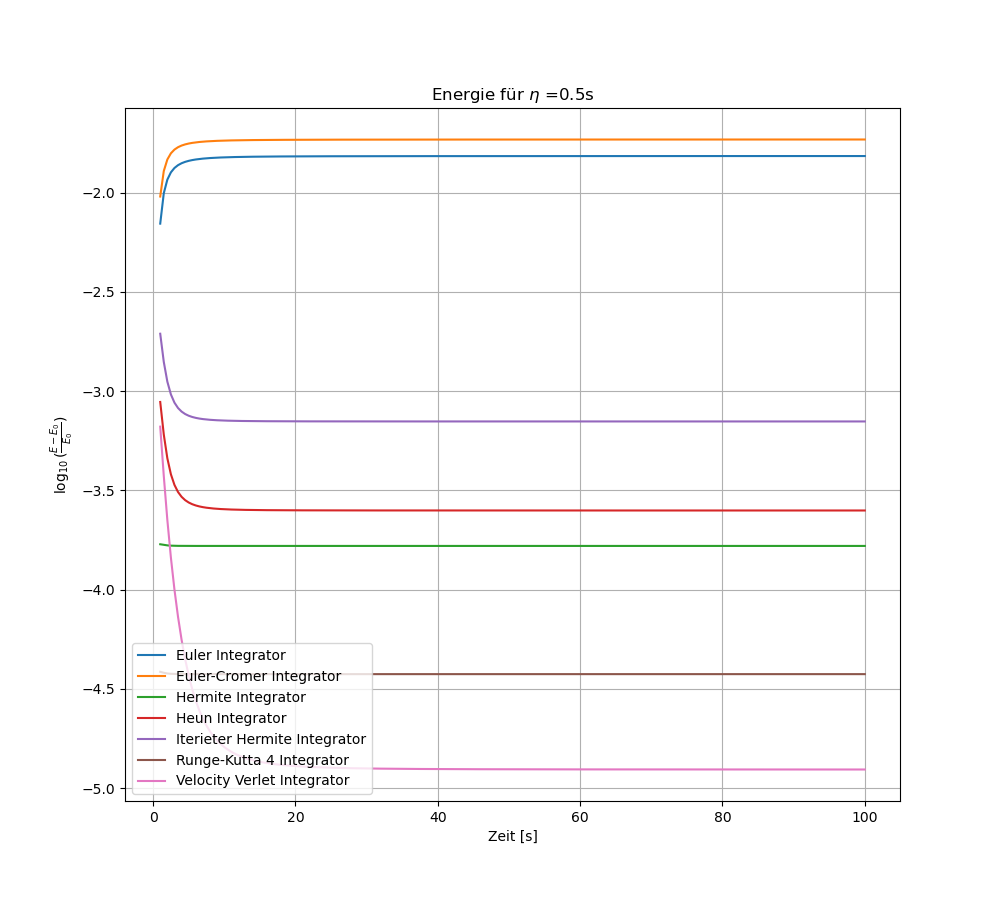 Energie für η =0.5s
log₁₀(E − E₀/E₀)
−2.0
−2.5
−3.0
−3.5
−4.0
−4.5
−5.0
Euler Integrator
Euler-Cromer Integrator
Hermite Integrator
Heun Integrator
Iterieter Hermite Integrator
Runge-Kutta 4 Integrator
Velocity Verlet Integrator
0 20 40 60 80 100
Zeit [s]